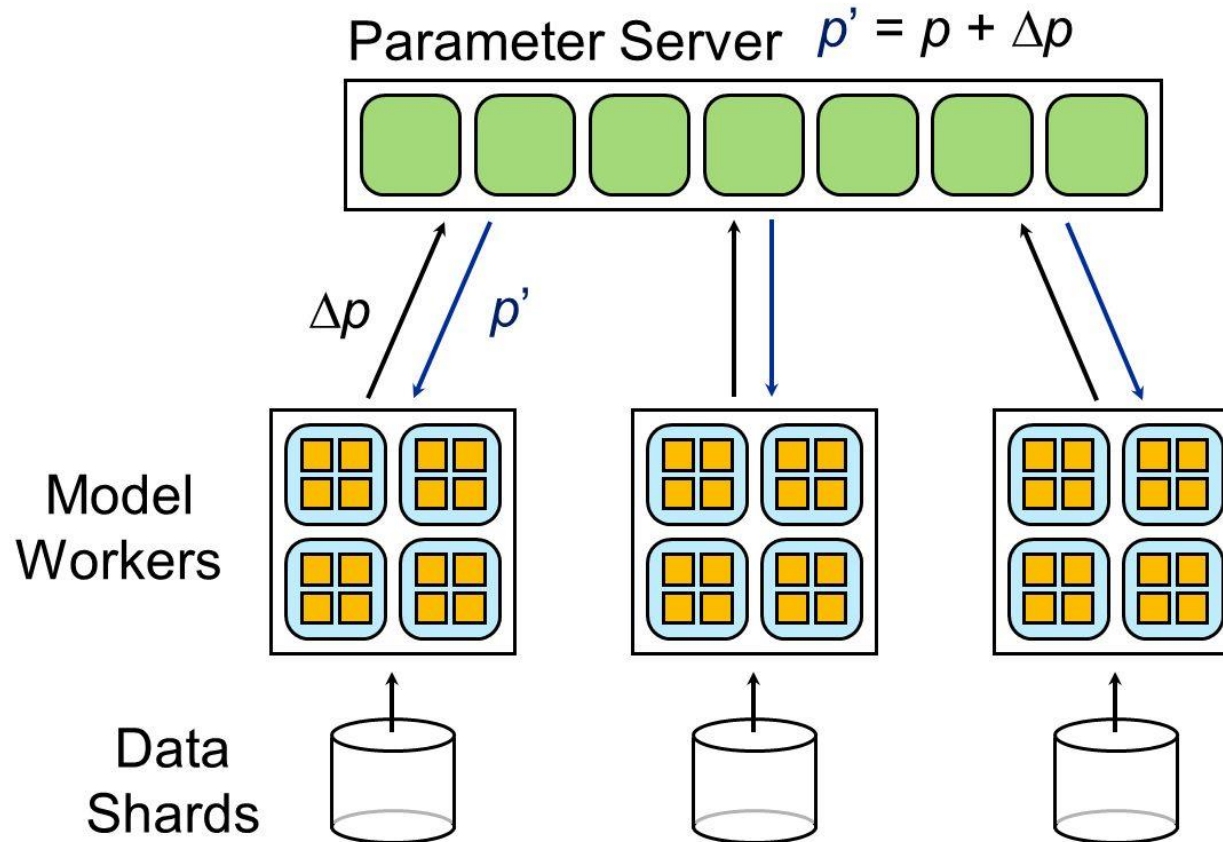 Parameter Server p’ = p + Δp
Δp
p’
Model
Workers
Data
Shards